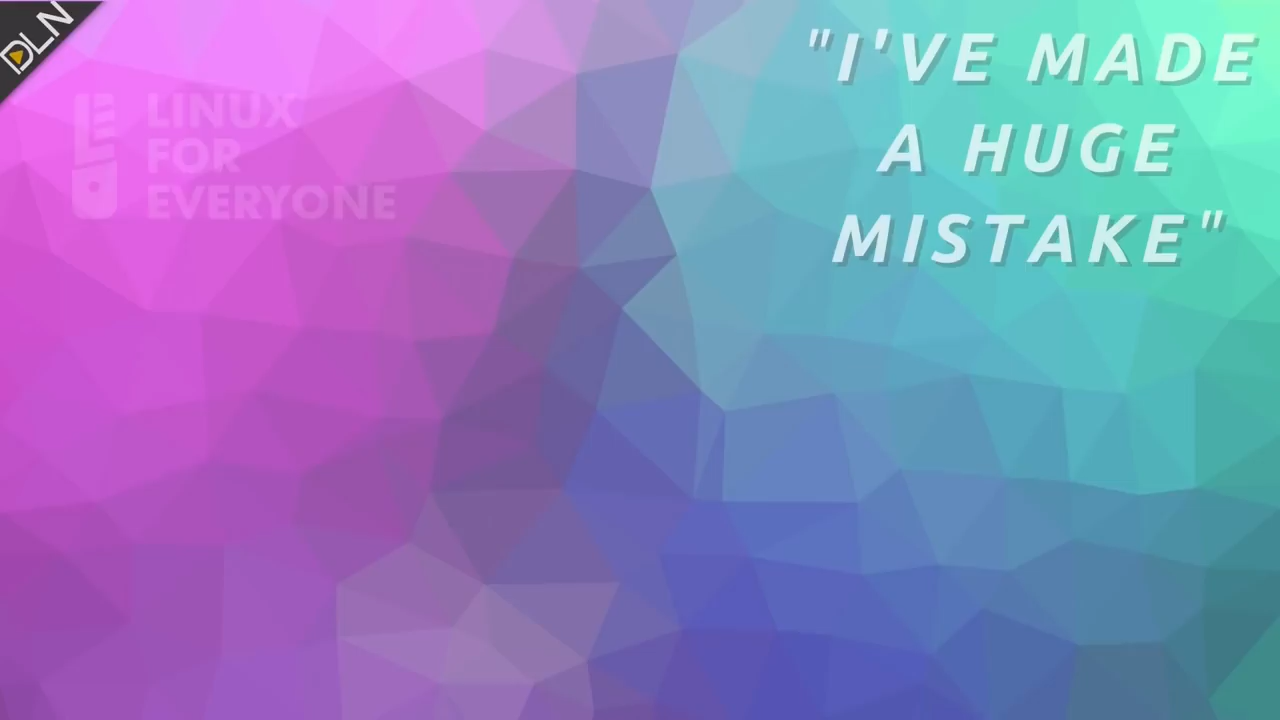 DLN
LINUX
FOR
EVERYONE
"I'VE MADE
A HUGE
MISTAKE"